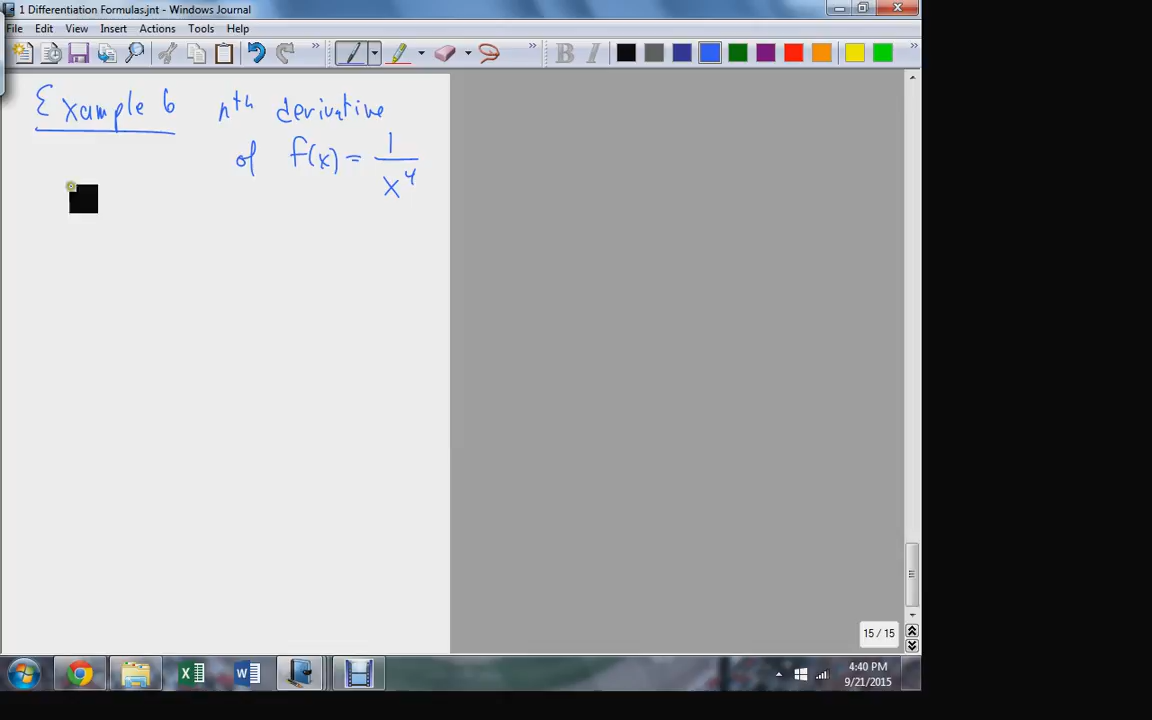 1 Differentiation Formulas.jnt - Windows Journal
File Edit View Insert Actions Tools Help
Example 6 nth derivative
of f(x) = 1/x^4
15 / 15
4:40 PM
9/21/2015